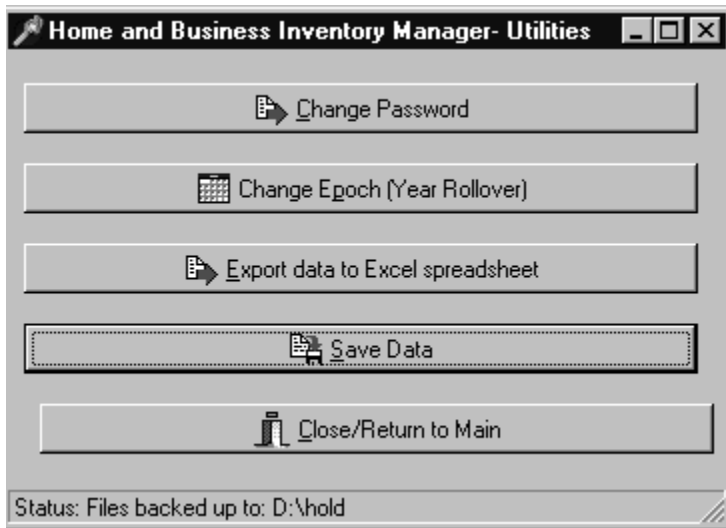 Home and Business Inventory Manager- Utilities
Change Password
Change Epoch (Year Rollover)
Export data to Excel spreadsheet
Save Data
Close/Return to Main
Status: Files backed up to: D:\hold